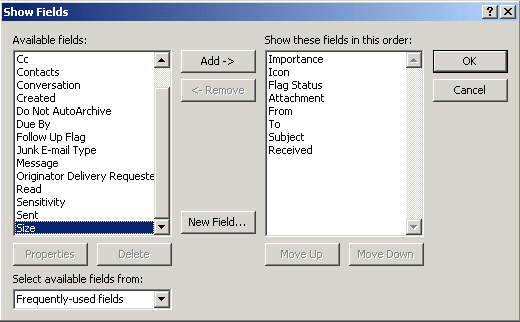 Show Fields
Available fields:
Cc
Contacts
Conversation
Created
Do Not AutoArchive
Due By
Follow Up Flag
Junk E-mail Type
Message
Originator Delivery Requeste
Read
Sensitivity
Sent
Size
Properties
Delete
Select available fields from:
Frequently-used fields
Add ->
<- Remove
New Field...
Show these fields in this order:
Importance
Icon
Flag Status
Attachment
From
To
Subject
Received
Move Up
Move Down
OK
Cancel